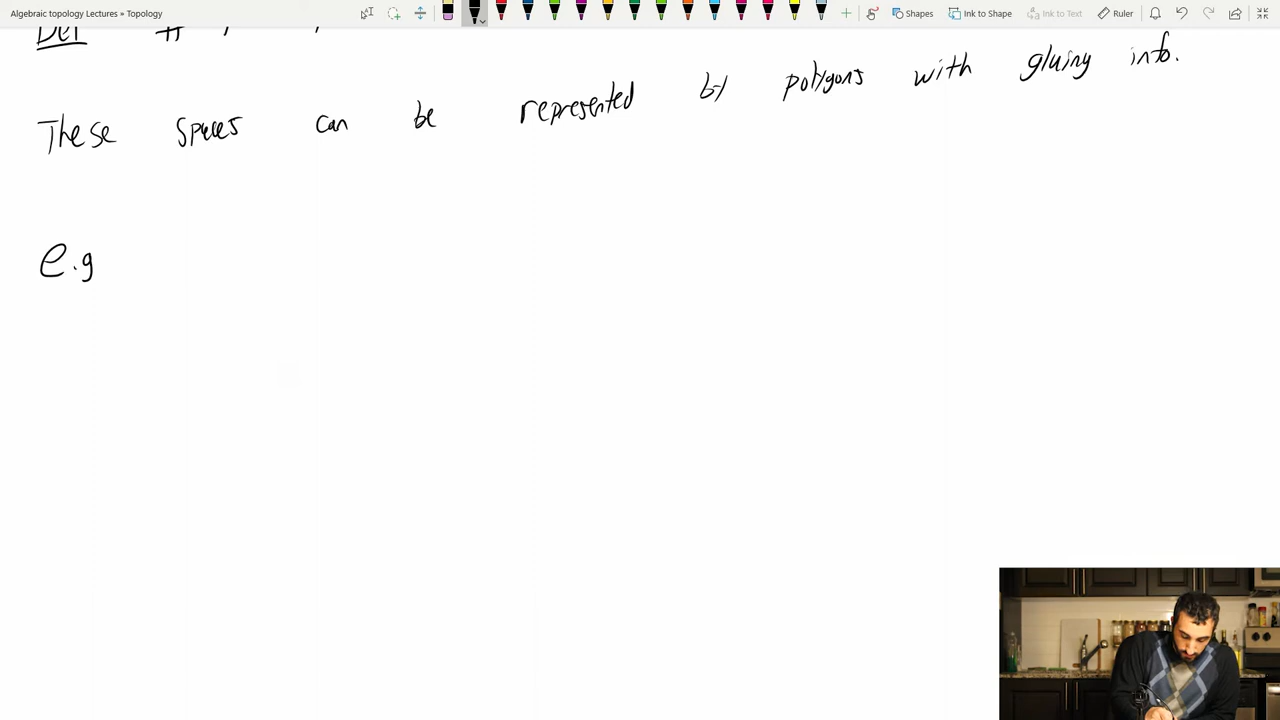 Algebraic topology Lectures » Topology
Shapes Ink to Shape Ink to Text Ruler
Def #
These spaces can be represented by polygons with gluing info.
e.g